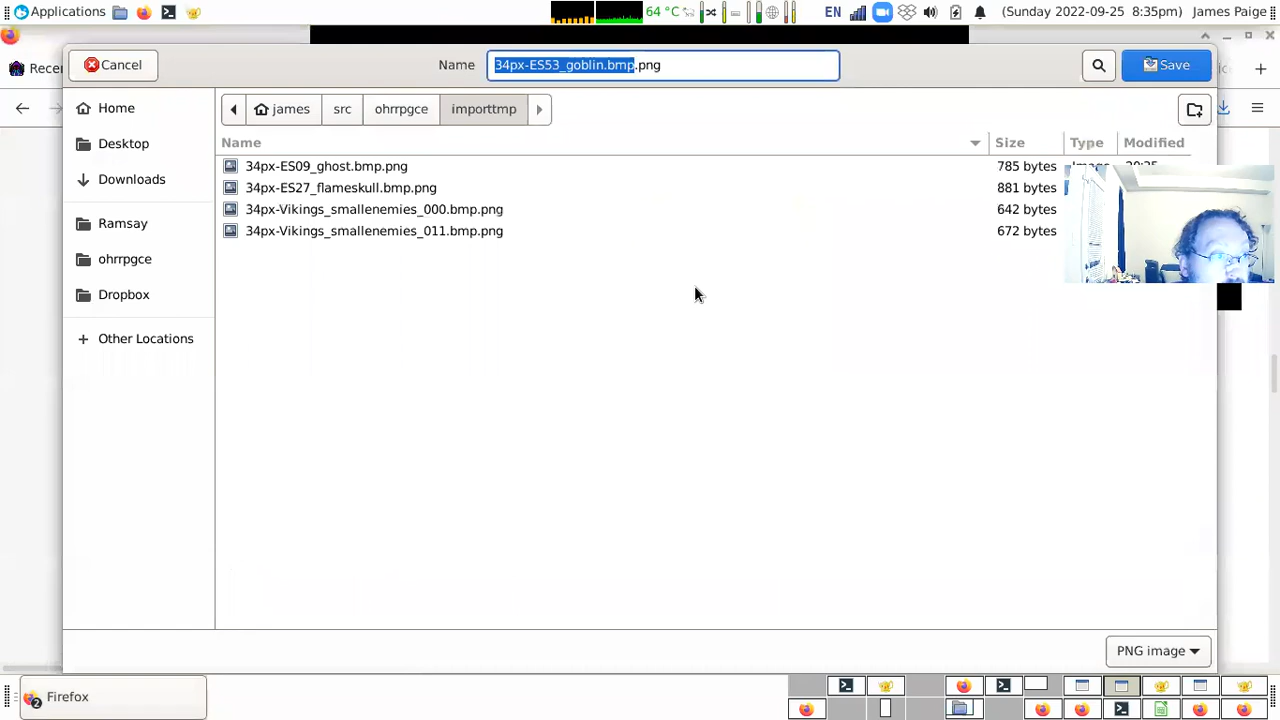 Applications 64 °C EN (Sunday 2022-09-25 8:35pm) James Paige
Cancel Name 34px-ES53_goblin.bmp.png Save
Home james src ohrrpgce importtmp
Desktop Name Size Type Modified
34px-ES09_ghost.bmp.png 785 bytes
Downloads 34px-ES27_flameskull.bmp.png 881 bytes
34px-Vikings_smallenemies_000.bmp.png 642 bytes
Ramsay 34px-Vikings_smallenemies_011.bmp.png 672 bytes
ohrrpgce
Dropbox
Other Locations
PNG image
Firefox
2